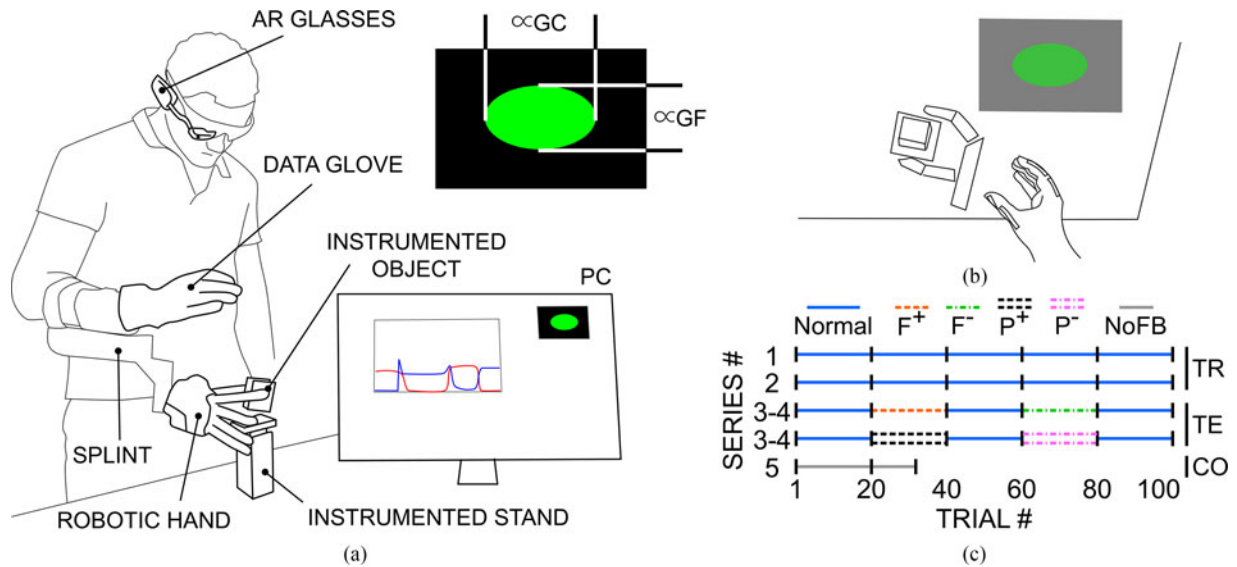 AR GLASSES
∝GC
∝GF
DATA GLOVE
INSTRUMENTED
OBJECT
PC
SPLINT
ROBOTIC HAND
INSTRUMENTED STAND
(a)
(b)
Normal F+ F- P+ P- NoFB
SERIES #
1 TR
2
3-4 TE
3-4
5 CO
1 20 40 60 80 100
TRIAL #
(c)